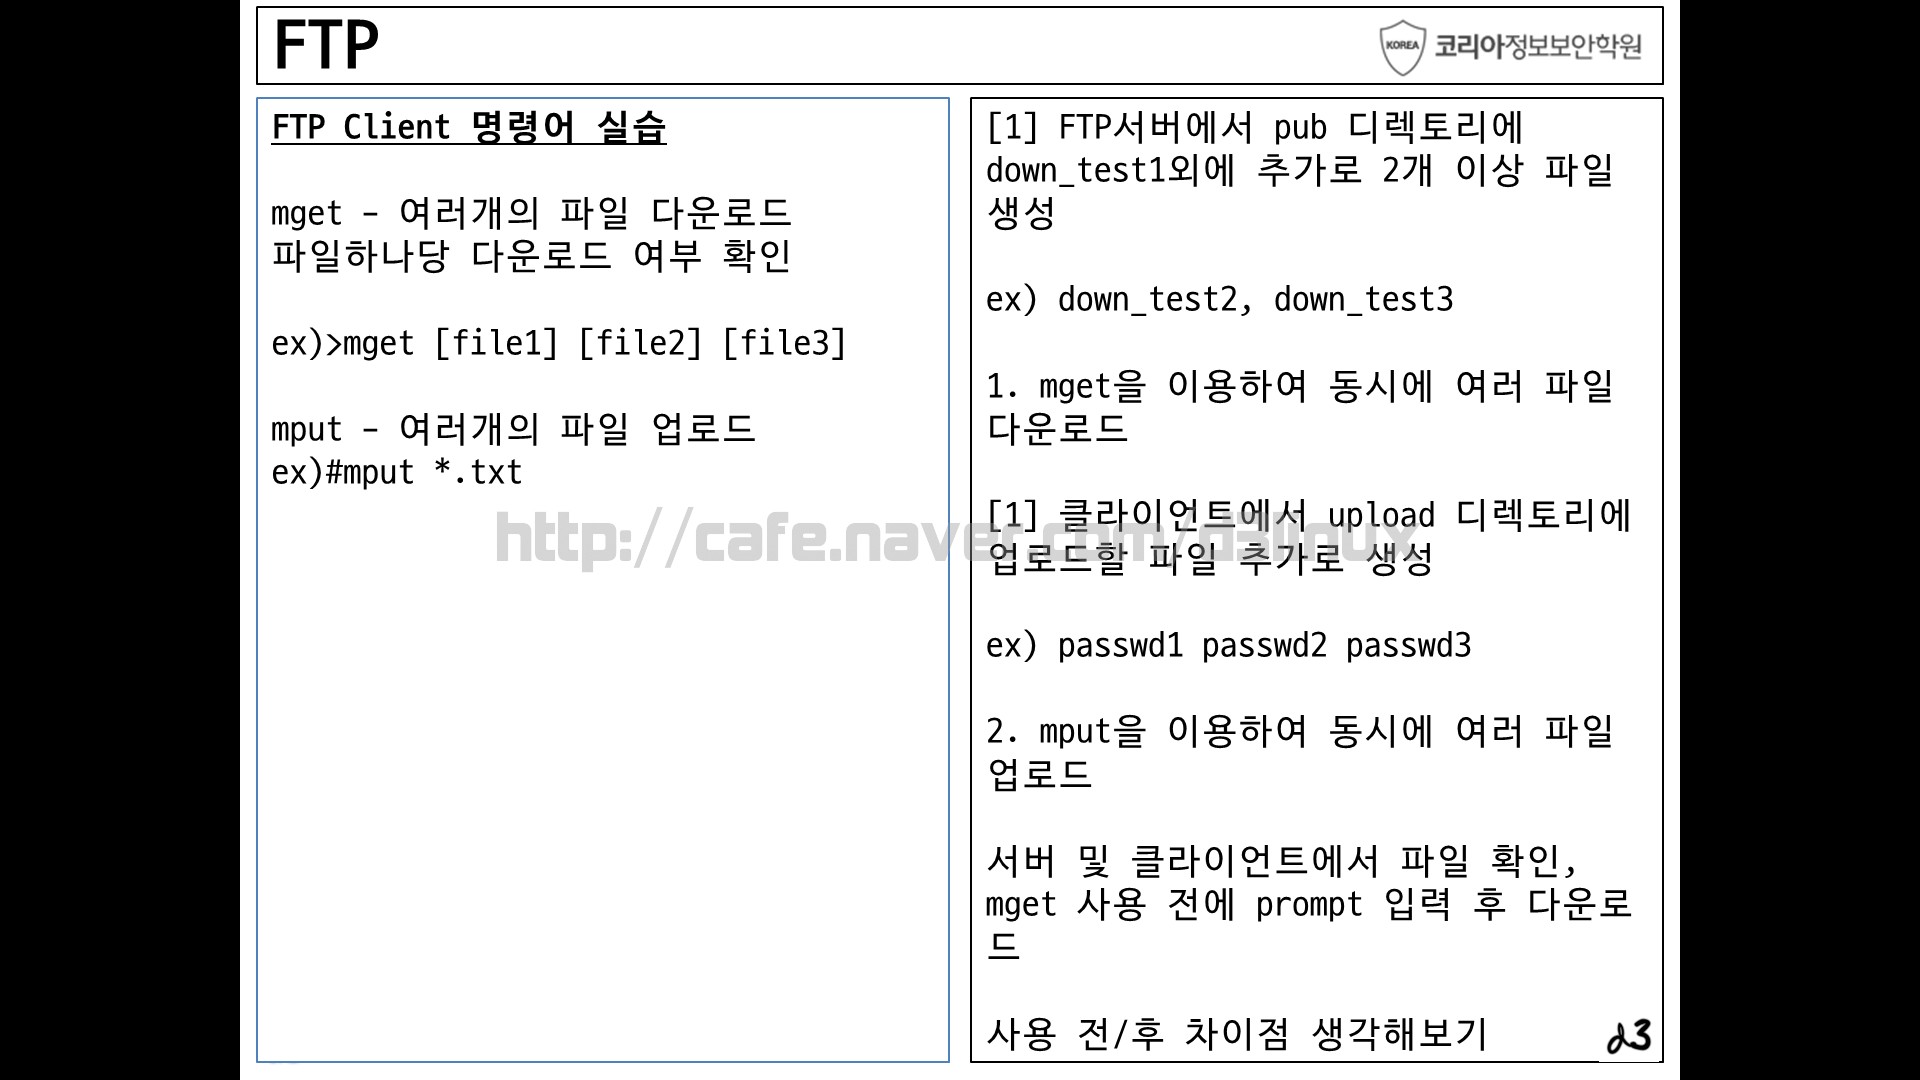 FTP
KOREA 코리아정보보안학원
FTP Client 명령어 실습
mget – 여러개의 파일 다운로드
파일하나당 다운로드 여부 확인
ex)>mget [file1] [file2] [file3]
mput – 여러개의 파일 업로드
ex)#mput *.txt
[1] FTP서버에서 pub 디렉토리에
down_test1외에 추가로 2개 이상 파일
생성
ex) down_test2, down_test3
1. mget을 이용하여 동시에 여러 파일
다운로드
[1] 클라이언트에서 upload 디렉토리에
업로드할 파일 추가로 생성
ex) passwd1 passwd2 passwd3
2. mput을 이용하여 동시에 여러 파일
업로드
서버 및 클라이언트에서 파일 확인,
mget 사용 전에 prompt 입력 후 다운로
드
사용 전/후 차이점 생각해보기
d3
http://cafe.naver.com/d3linux